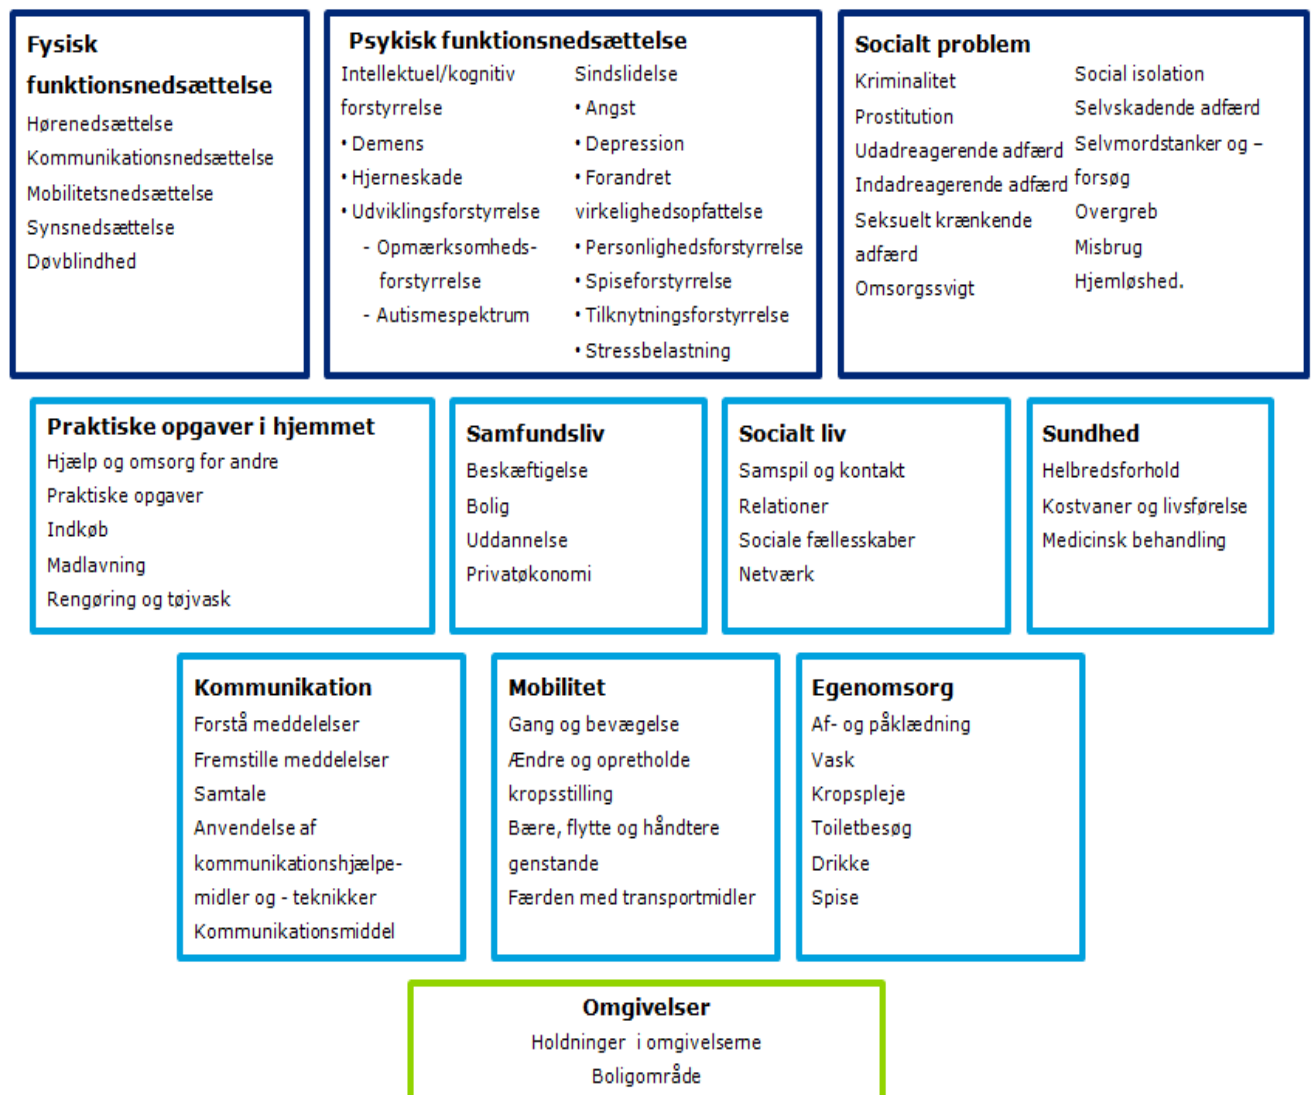 Fysisk
funktionsnedsættelse
Hørenedsættelse
Kommunikationsnedsættelse
Mobilitetsnedsættelse
Synsnedsættelse
Døvblindhed
Psykisk funktionsnedsættelse
Intellektuel/kognitiv
forstyrrelse
• Demens
• Hjerneskade
• Udviklingsforstyrrelse
- Opmærksomheds-
forstyrrelse
- Autismespektrum
Sindslidelse
• Angst
• Depression
• Forandret
virkelighedsopfattelse
• Personlighedsforstyrrelse
• Spiseforstyrrelse
• Tilknytningsforstyrrelse
• Stressbelastning
Socialt problem
Kriminalitet
Prostitution
Udadreagerende adfærd
Indadreagerende adfærd
Seksuelt krænkende
adfærd
Omsorgssvigt
Social isolation
Selvskadende adfærd
Selvmordstanker og –
forsøg
Overgreb
Misbrug
Hjemløshed.
Praktiske opgaver i hjemmet
Hjælp og omsorg for andre
Praktiske opgaver
Indkøb
Madlavning
Rengøring og tøjvask
Samfundsliv
Beskæftigelse
Bolig
Uddannelse
Privatøkonomi
Socialt liv
Samspil og kontakt
Relationer
Sociale fællesskaber
Netværk
Sundhed
Helbredsforhold
Kostvaner og livsførelse
Medicinsk behandling
Kommunikation
Forstå meddelelser
Fremstille meddelelser
Samtale
Anvendelse af
kommunikationshjælpe-
midler og - teknikker
Kommunikationsmiddel
Mobilitet
Gang og bevægelse
Ændre og opretholde
kropsstilling
Bære, flytte og håndtere
genstande
Færden med transportmidler
Egenomsorg
Af- og påklædning
Vask
Kropspleje
Toiletbesøg
Drikke
Spise
Omgivelser
Holdninger i omgivelserne
Boligområde